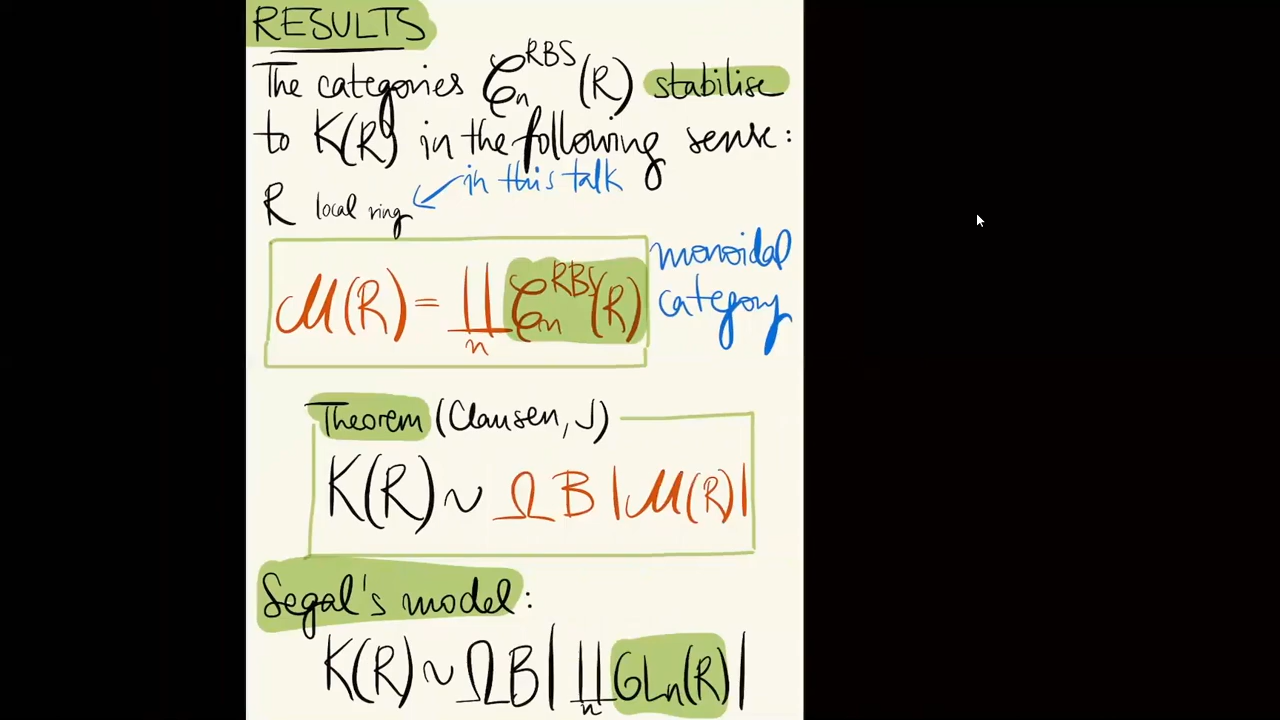 RESULTS
The categories 𝒞ₙ^RBS (R) stabilise
to K(R) in the following sense:
in this talk
R local ring
ℳ(R) = ∐ₙ 𝒞ₙ^RBS(R)
monoidal
category
Theorem (Clausen, J)
K(R) ~ ΩB |ℳ(R)|
Segal's model:
K(R) ~ ΩB | ∐ₙ GLₙ(R) |